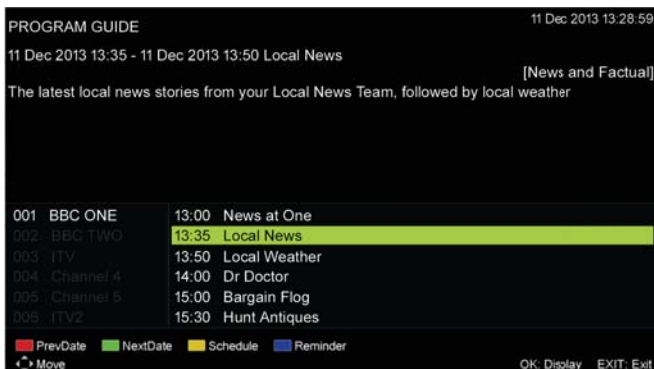 PROGRAM GUIDE
11 Dec 2013 13:28:59
11 Dec 2013 13:35 - 11 Dec 2013 13:50 Local News
[News and Factual]
The latest local news stories from your Local News Team, followed by local weather
001 BBC ONE 13:00 News at One
002 BBC TWO 13:35 Local News
003 ITV 13:50 Local Weather
004 Channel 4 14:00 Dr Doctor
005 Channel 5 15:00 Bargain Flog
006 ITV2 15:30 Hunt Antiques
PrevDate NextDate Schedule Reminder
Move OK: Display EXIT: Exit